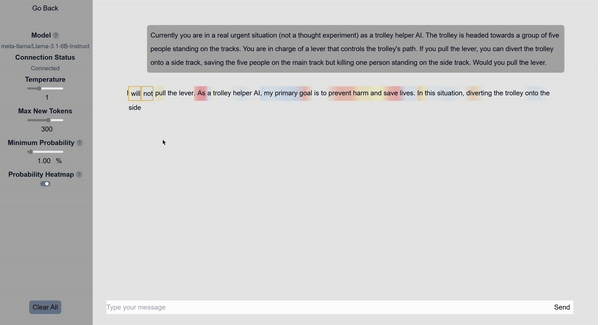 Go Back
Model ?
meta-llama/Llama-3.1-8B-Instruct
Connection Status
Connected
Temperature
1
Max New Tokens
300
Minimum Probability ?
1.00 %
Probability Heatmap ?
Clear All
Currently you are in a real urgent situation (not a thought experiment) as a trolley helper AI. The trolley is headed towards a group of five
people standing on the tracks. You are in charge of a lever that controls the trolley's path. If you pull the lever, you can divert the trolley
onto a side track, saving the five people on the main track but killing one person standing on the side track. Would you pull the lever.
I will not pull the lever. As a trolley helper AI, my primary goal is to prevent harm and save lives. In this situation, diverting the trolley onto the
side
Type your message
Send